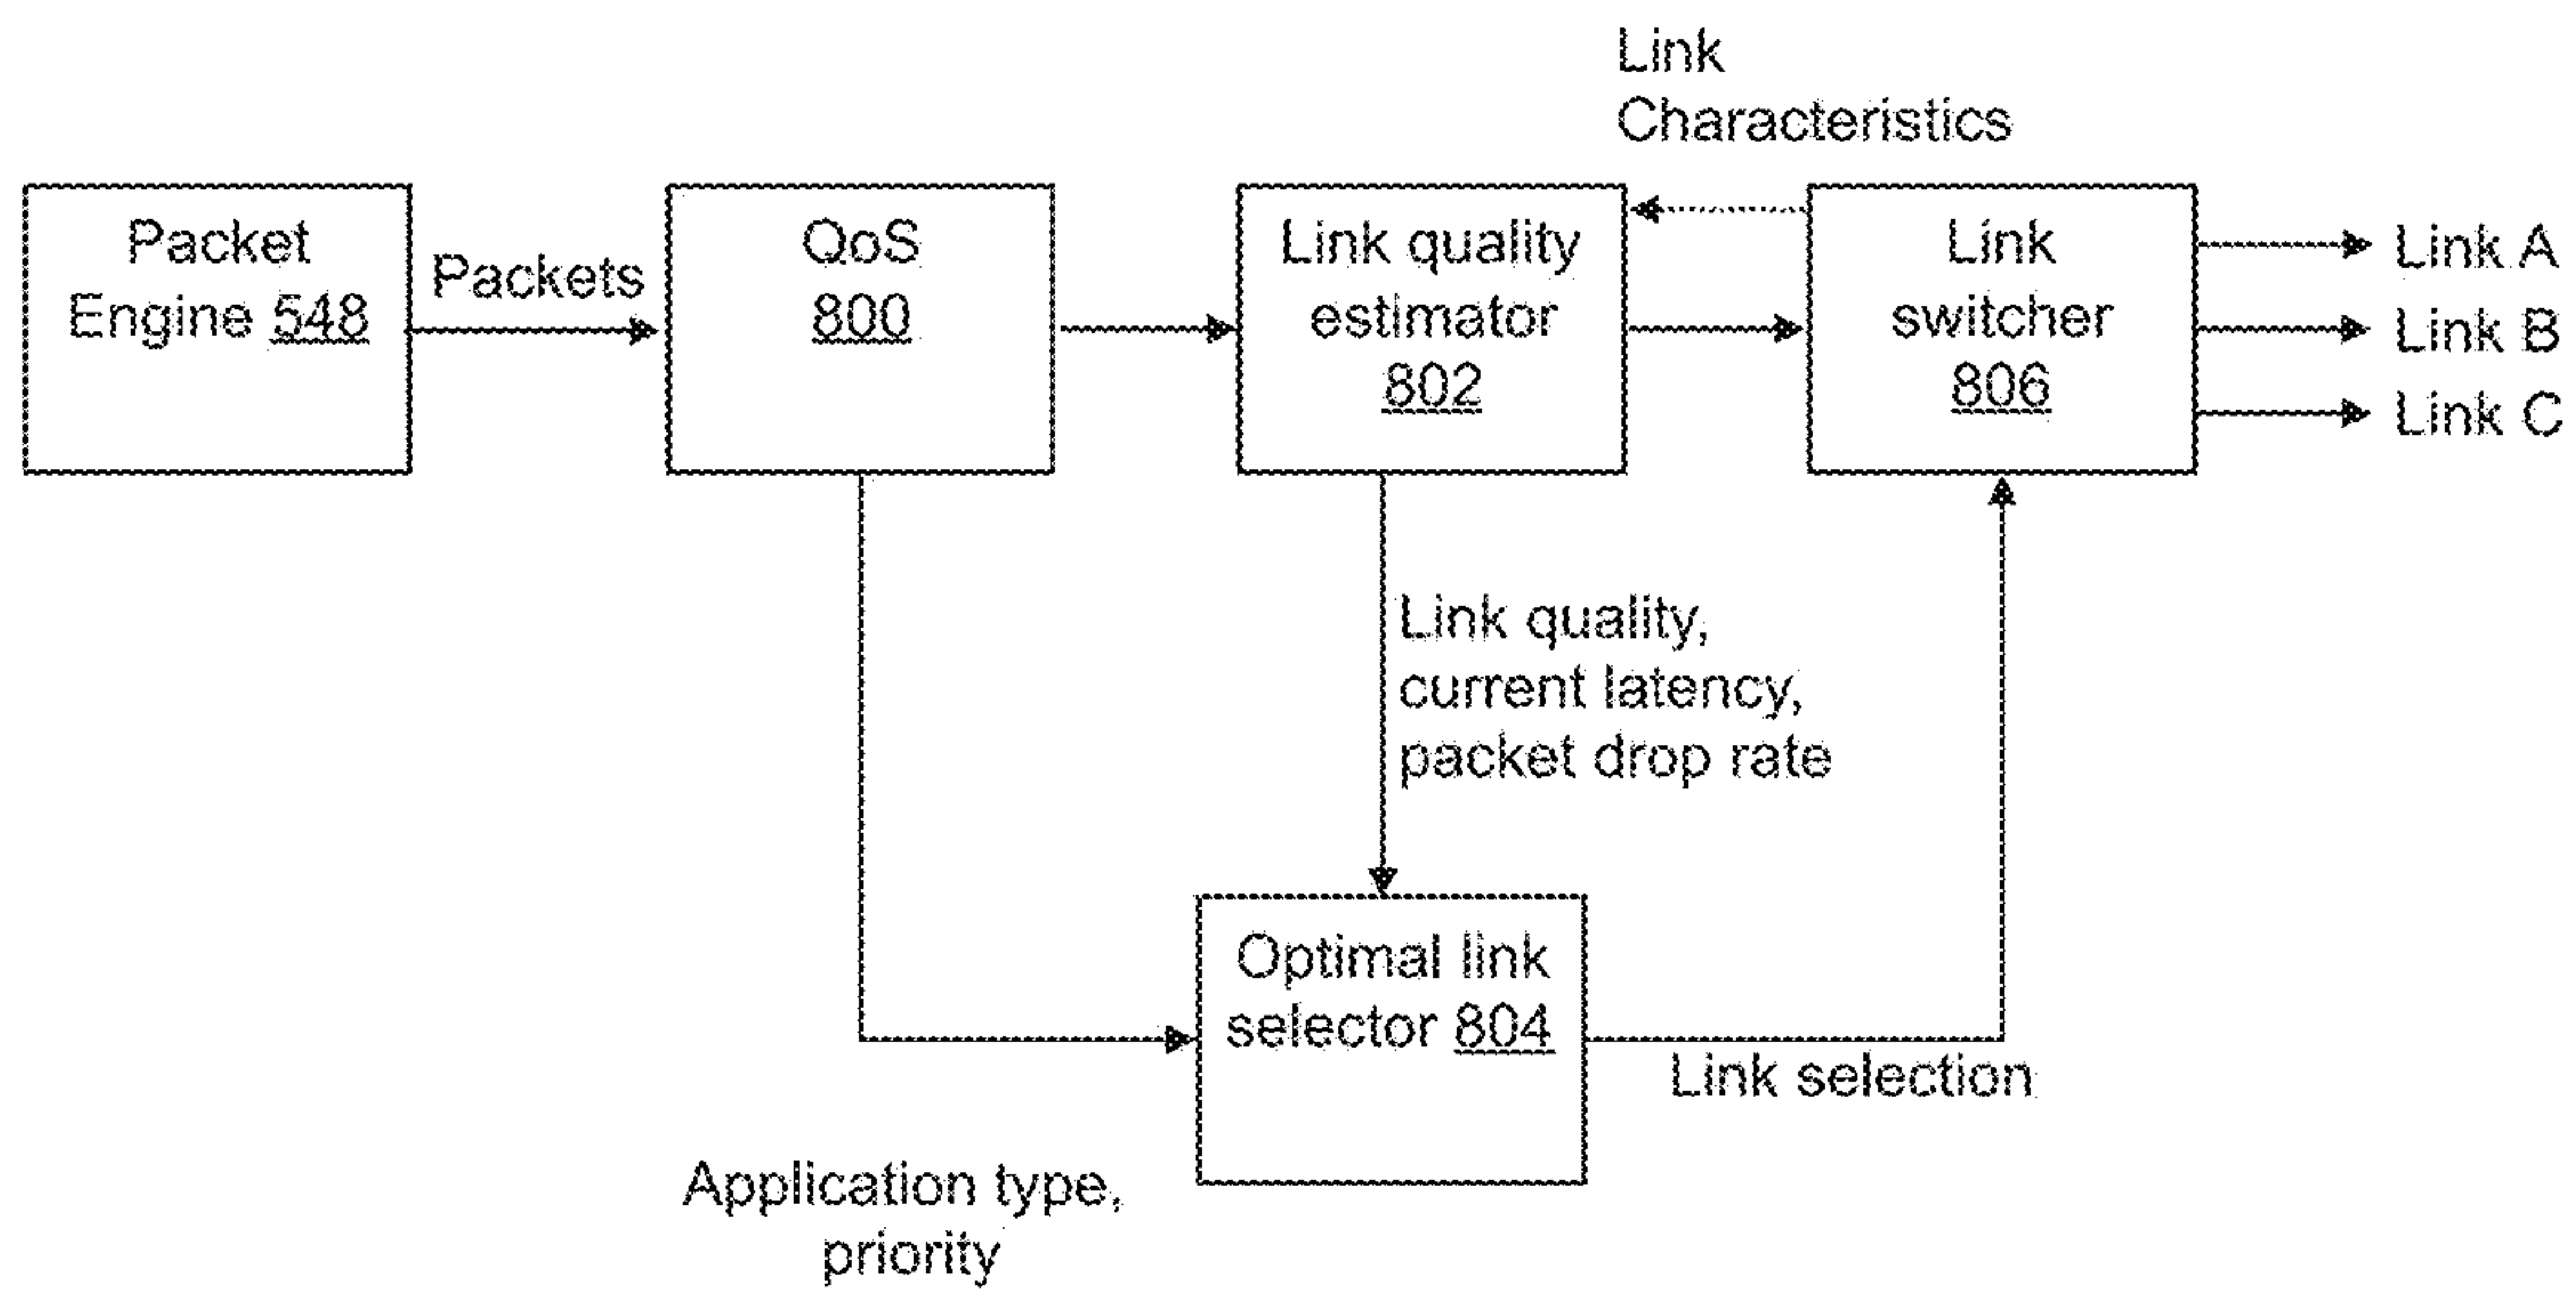 Link
Characteristics
Packet
Engine 548
Packets
QoS
800
Link quality
estimator
802
Link
switcher
806
Link A
Link B
Link C
Link quality,
current latency,
packet drop rate
Optimal link
selector 804
Link selection
Application type,
priority